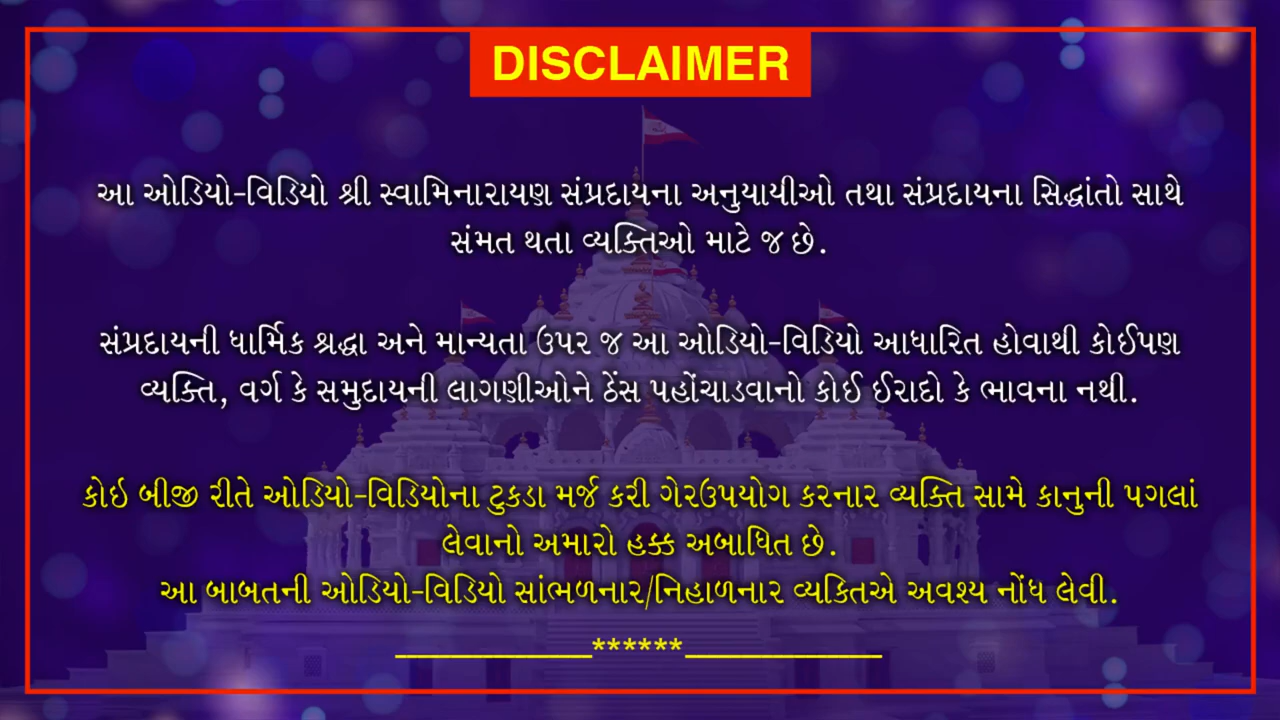 DISCLAIMER
આ ઓડિયો-વિડિયો શ્રી સ્વામિનારાયણ સંપ્રદાયના અનુયાયીઓ તથા સંપ્રદાયના સિદ્ધાંતો સાથે
સંમત થતા વ્યક્તિઓ માટે જ છે.
સંપ્રદાયની ધાર્મિક શ્રદ્ધા અને માન્યતા ઉપર જ આ ઓડિયો-વિડિયો આધારિત હોવાથી કોઈપણ
વ્યક્તિ, વર્ગ કે સમુદાયની લાગણીઓને ઠેંસ પહોંચાડવાનો કોઈ ઈરાદો કે ભાવના નથી.
કોઇ બીજી રીતે ઓડિયો-વિડિયોના ટુકડા મર્જ કરી ગેરઉપયોગ કરનાર વ્યક્તિ સામે કાનુની પગલાં
લેવાનો અમારો હક્ક અબાધિત છે.
આ બાબતની ઓડિયો-વિડિયો સાંભળનાર/નિહાળનાર વ્યકિતએ અવશ્ય નોંધ લેવી.
______________******______________